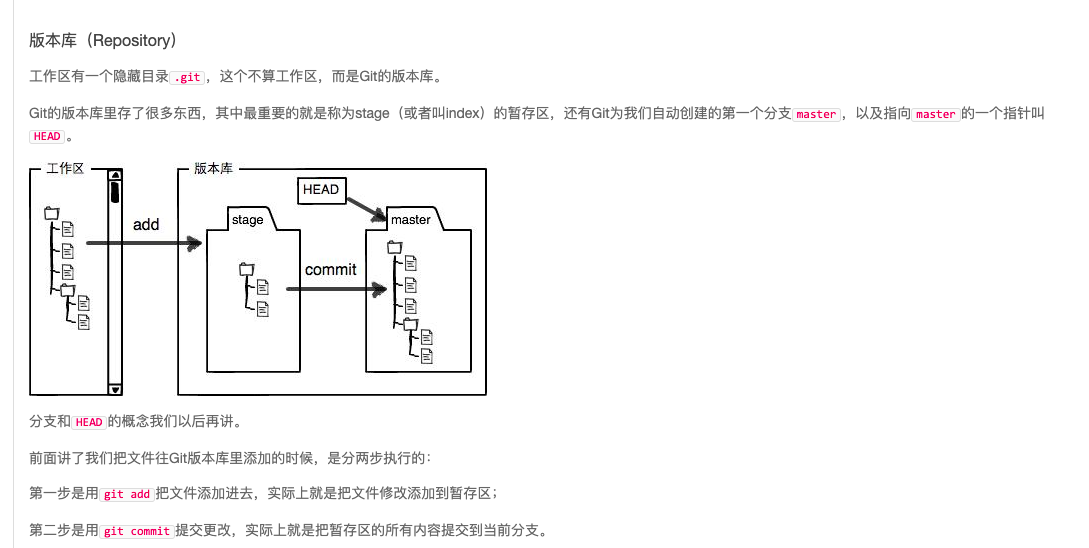 版本库（Repository）
工作区有一个隐藏目录.git，这个不算工作区，而是Git的版本库。
Git的版本库里存了很多东西，其中最重要的就是称为stage（或者叫index）的暂存区，还有Git为我们自动创建的第一个分支master，以及指向master的一个指针叫
HEAD。
工作区
版本库
HEAD
stage
master
add
commit
分支和HEAD的概念我们以后再讲。
前面讲了我们把文件往Git版本库里添加的时候，是分两步执行的：
第一步是用git add把文件添加进去，实际上就是把文件修改添加到暂存区；
第二步是用git commit提交更改，实际上就是把暂存区的所有内容提交到当前分支。